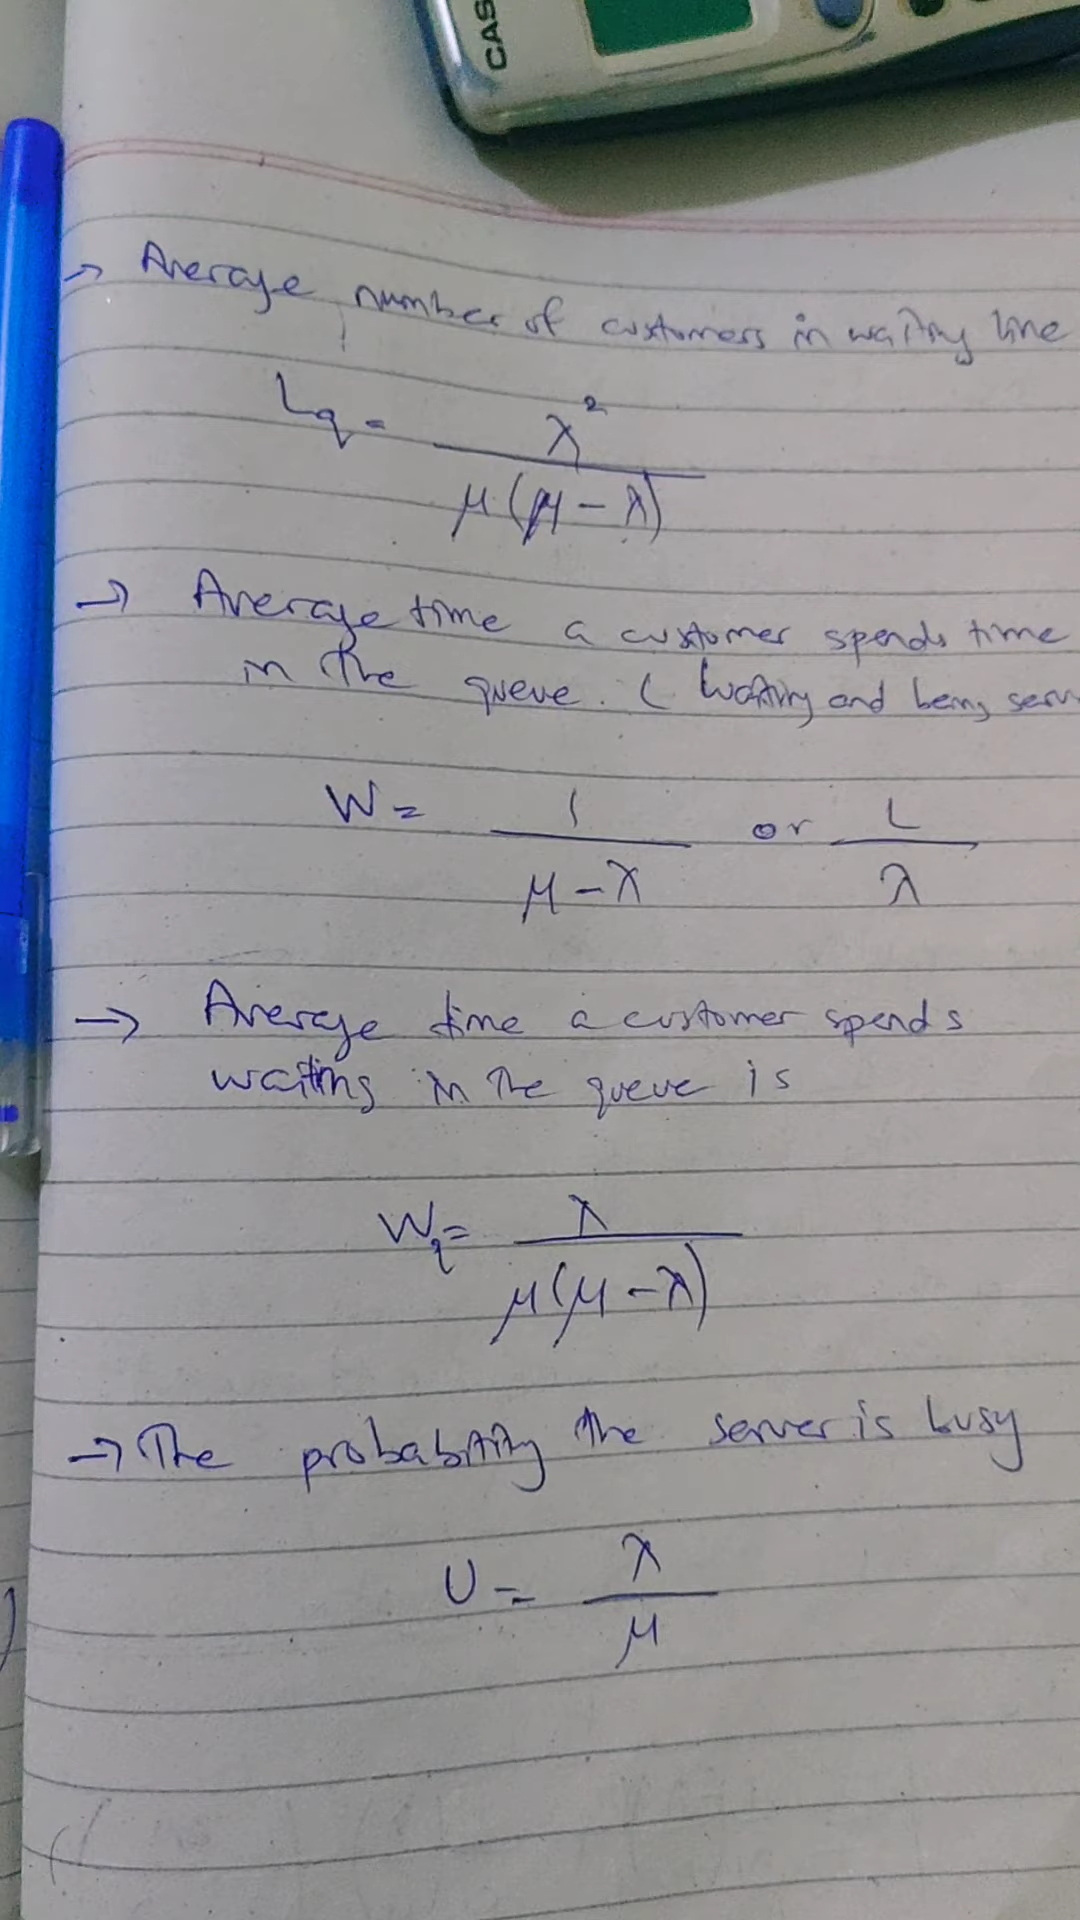 CAS
→ Average number of customers in waiting line
Lq = λ²
μ(μ-λ)
→ Average time a customer spends time
in the queue. ( Waiting and being serv
W = 1 or L
μ-λ λ
→ Average time a customer spends
waiting in the queue is
Wq = λ
μ(μ-λ)
→ The probability the server is busy
U = λ
μ